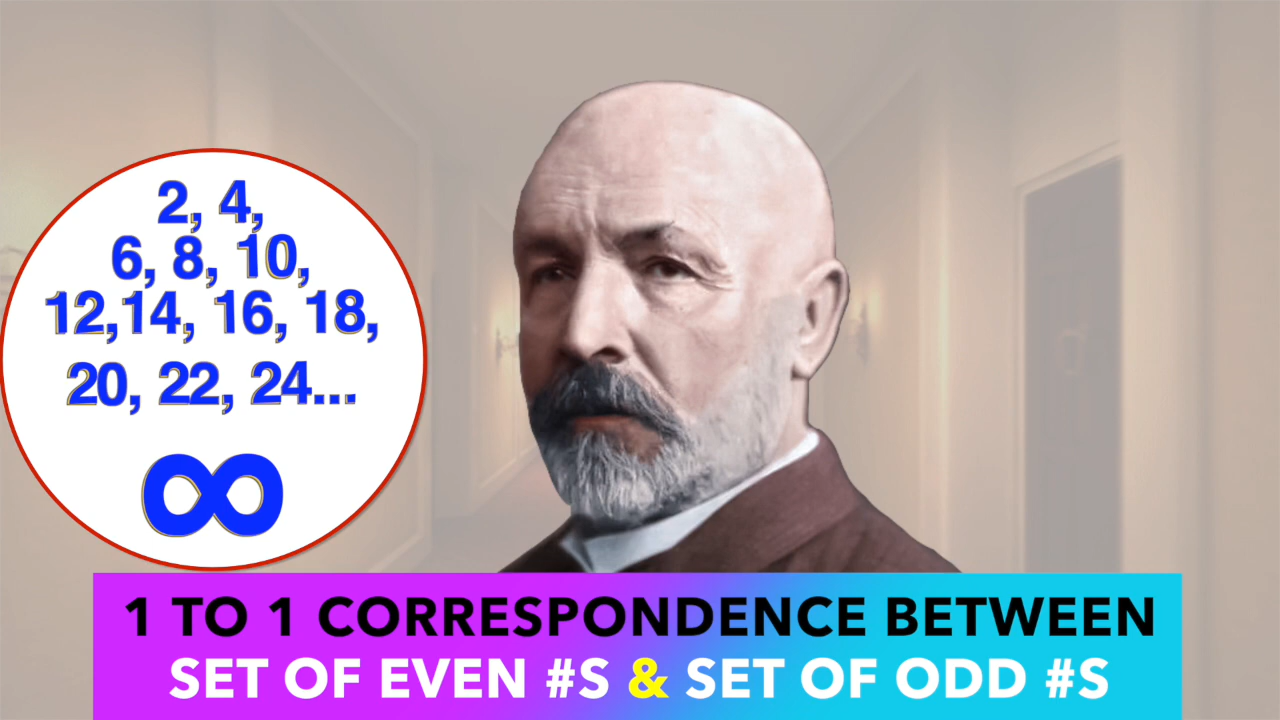 2, 4,
6, 8, 10,
12,14, 16, 18,
20, 22, 24...
∞
1 TO 1 CORRESPONDENCE BETWEEN
SET OF EVEN #S & SET OF ODD #S